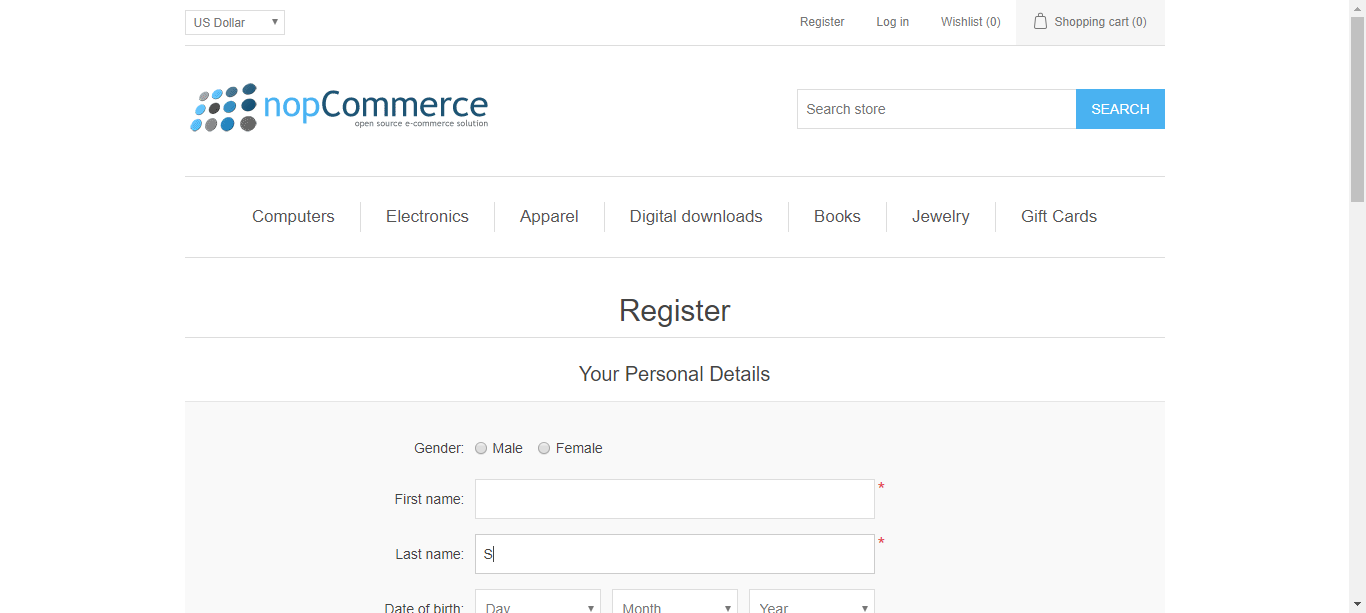 US Dollar Register Log in Wishlist (0) Shopping cart (0)
nopCommerce
open source e-commerce solution
Search store SEARCH
Computers Electronics Apparel Digital downloads Books Jewelry Gift Cards
Register
Your Personal Details
Gender: Male Female
First name: *
Last name: S *
Date of birth: Day Month Year